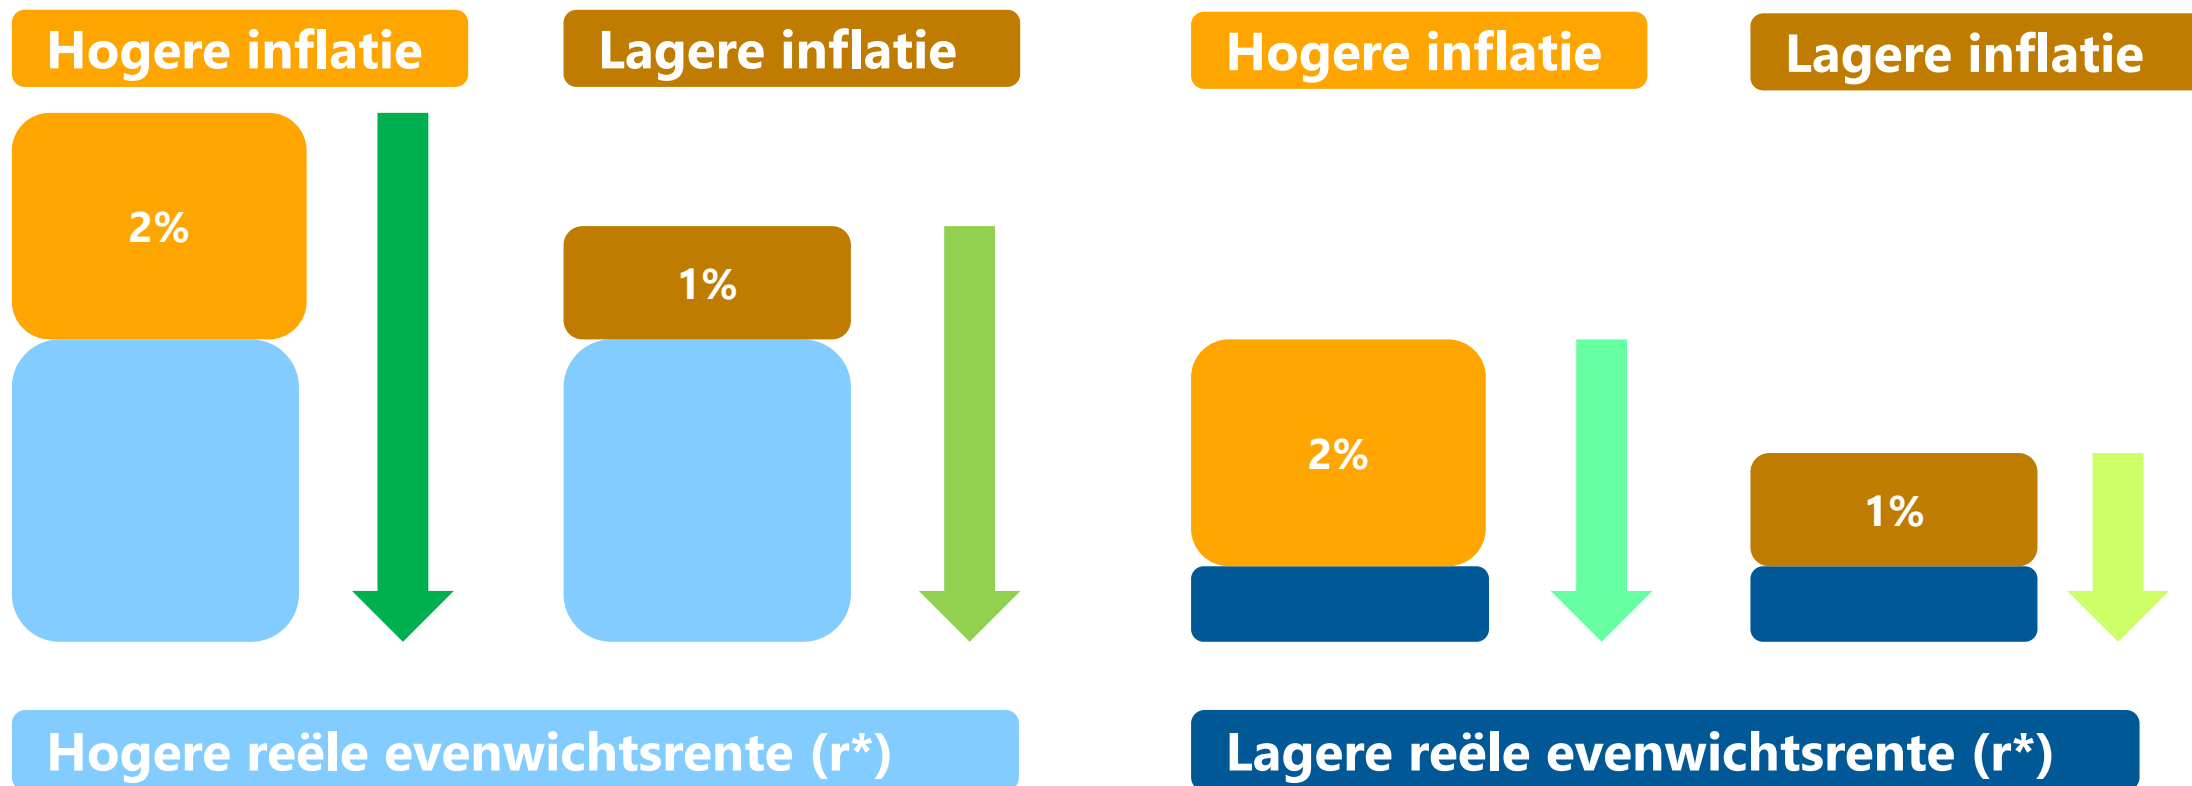 Hogere inflatie
Lagere inflatie
Hogere inflatie
Lagere inflatie
2%
1%
2%
1%
Hogere reële evenwichtsrente (r*)
Lagere reële evenwichtsrente (r*)